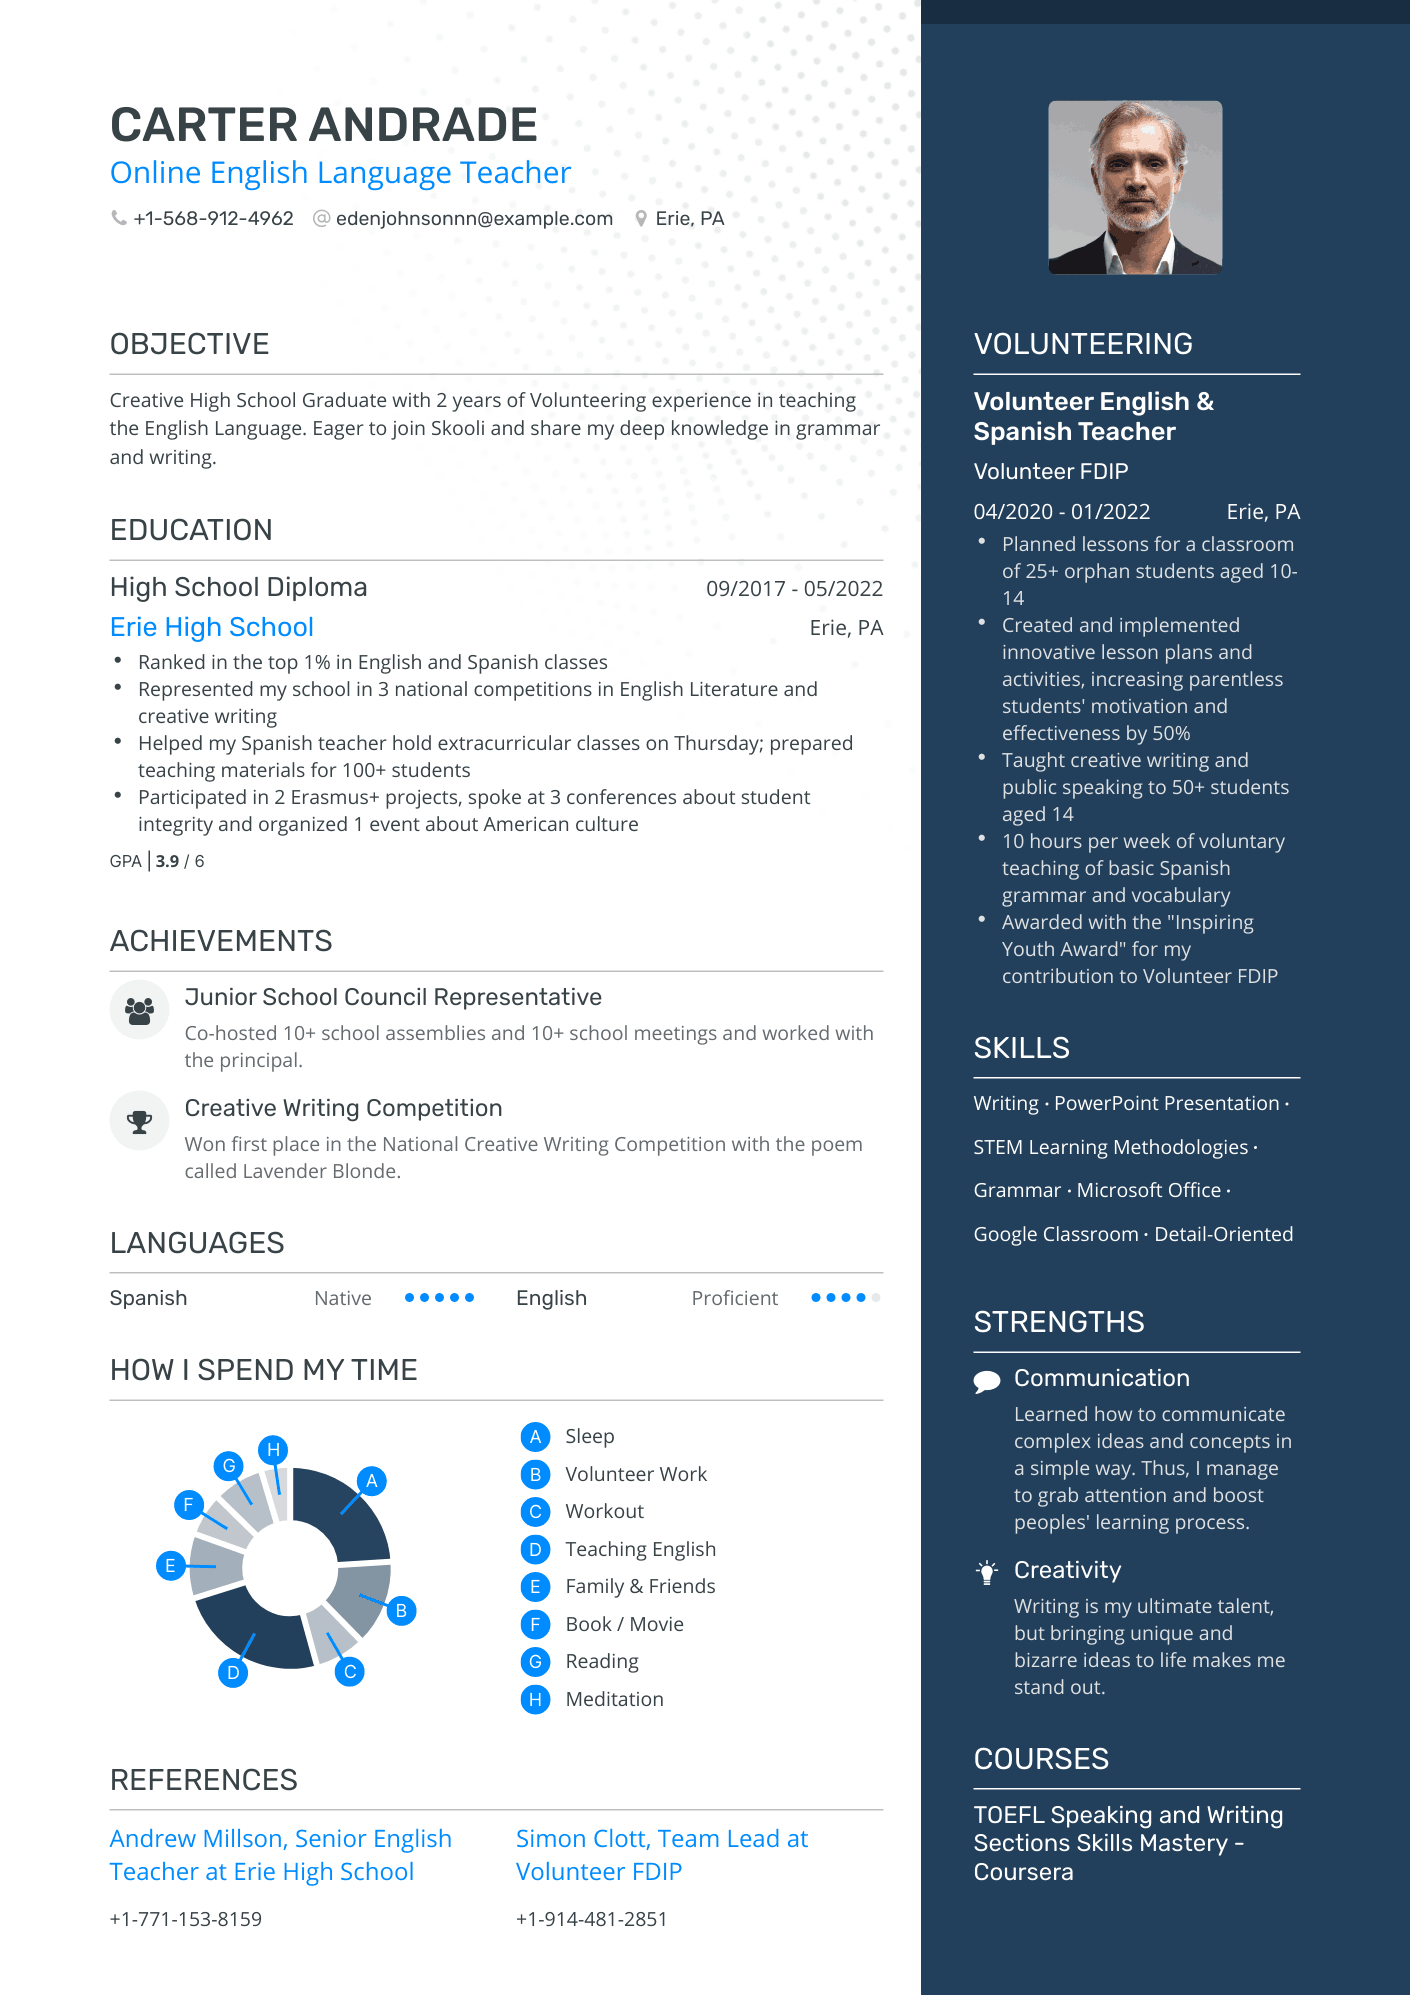 CARTER ANDRADE
Online English Language Teacher
+1-568-912-4962 @ edenjohnsonnn@example.com Erie, PA
OBJECTIVE
Creative High School Graduate with 2 years of Volunteering experience in teaching
the English Language. Eager to join Skooli and share my deep knowledge in grammar
and writing.
EDUCATION
High School Diploma 09/2017 - 05/2022
Erie High School Erie, PA
• Ranked in the top 1% in English and Spanish classes
• Represented my school in 3 national competitions in English Literature and
creative writing
• Helped my Spanish teacher hold extracurricular classes on Thursday; prepared
teaching materials for 100+ students
• Participated in 2 Erasmus+ projects, spoke at 3 conferences about student
integrity and organized 1 event about American culture
GPA | 3.9 / 6
ACHIEVEMENTS
Junior School Council Representative
Co-hosted 10+ school assemblies and 10+ school meetings and worked with
the principal.
Creative Writing Competition
Won first place in the National Creative Writing Competition with the poem
called Lavender Blonde.
LANGUAGES
Spanish Native English Proficient
HOW I SPEND MY TIME
H
G
A
F
E
B
D
C
A Sleep
B Volunteer Work
C Workout
D Teaching English
E Family & Friends
F Book / Movie
G Reading
H Meditation
REFERENCES
Andrew Millson, Senior English
Teacher at Erie High School
+1-771-153-8159
Simon Clott, Team Lead at
Volunteer FDIP
+1-914-481-2851
VOLUNTEERING
Volunteer English &
Spanish Teacher
Volunteer FDIP
04/2020 - 01/2022 Erie, PA
• Planned lessons for a classroom
of 25+ orphan students aged 10-
14
• Created and implemented
innovative lesson plans and
activities, increasing parentless
students' motivation and
effectiveness by 50%
• Taught creative writing and
public speaking to 50+ students
aged 14
• 10 hours per week of voluntary
teaching of basic Spanish
grammar and vocabulary
• Awarded with the "Inspiring
Youth Award" for my
contribution to Volunteer FDIP
SKILLS
Writing · PowerPoint Presentation ·
STEM Learning Methodologies ·
Grammar · Microsoft Office ·
Google Classroom · Detail-Oriented
STRENGTHS
Communication
Learned how to communicate
complex ideas and concepts in
a simple way. Thus, I manage
to grab attention and boost
peoples' learning process.
Creativity
Writing is my ultimate talent,
but bringing unique and
bizarre ideas to life makes me
stand out.
COURSES
TOEFL Speaking and Writing
Sections Skills Mastery -
Coursera